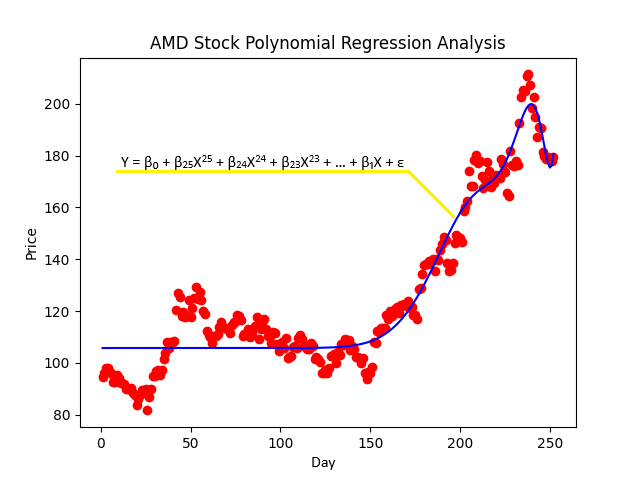 AMD Stock Polynomial Regression Analysis
Y = β₀ + β₂₅X²⁵ + β₂₄X²⁴ + β₂₃X²³ + ... + β₁X + ε
Price
200
180
160
140
120
100
80
0 50 100 150 200 250
Day